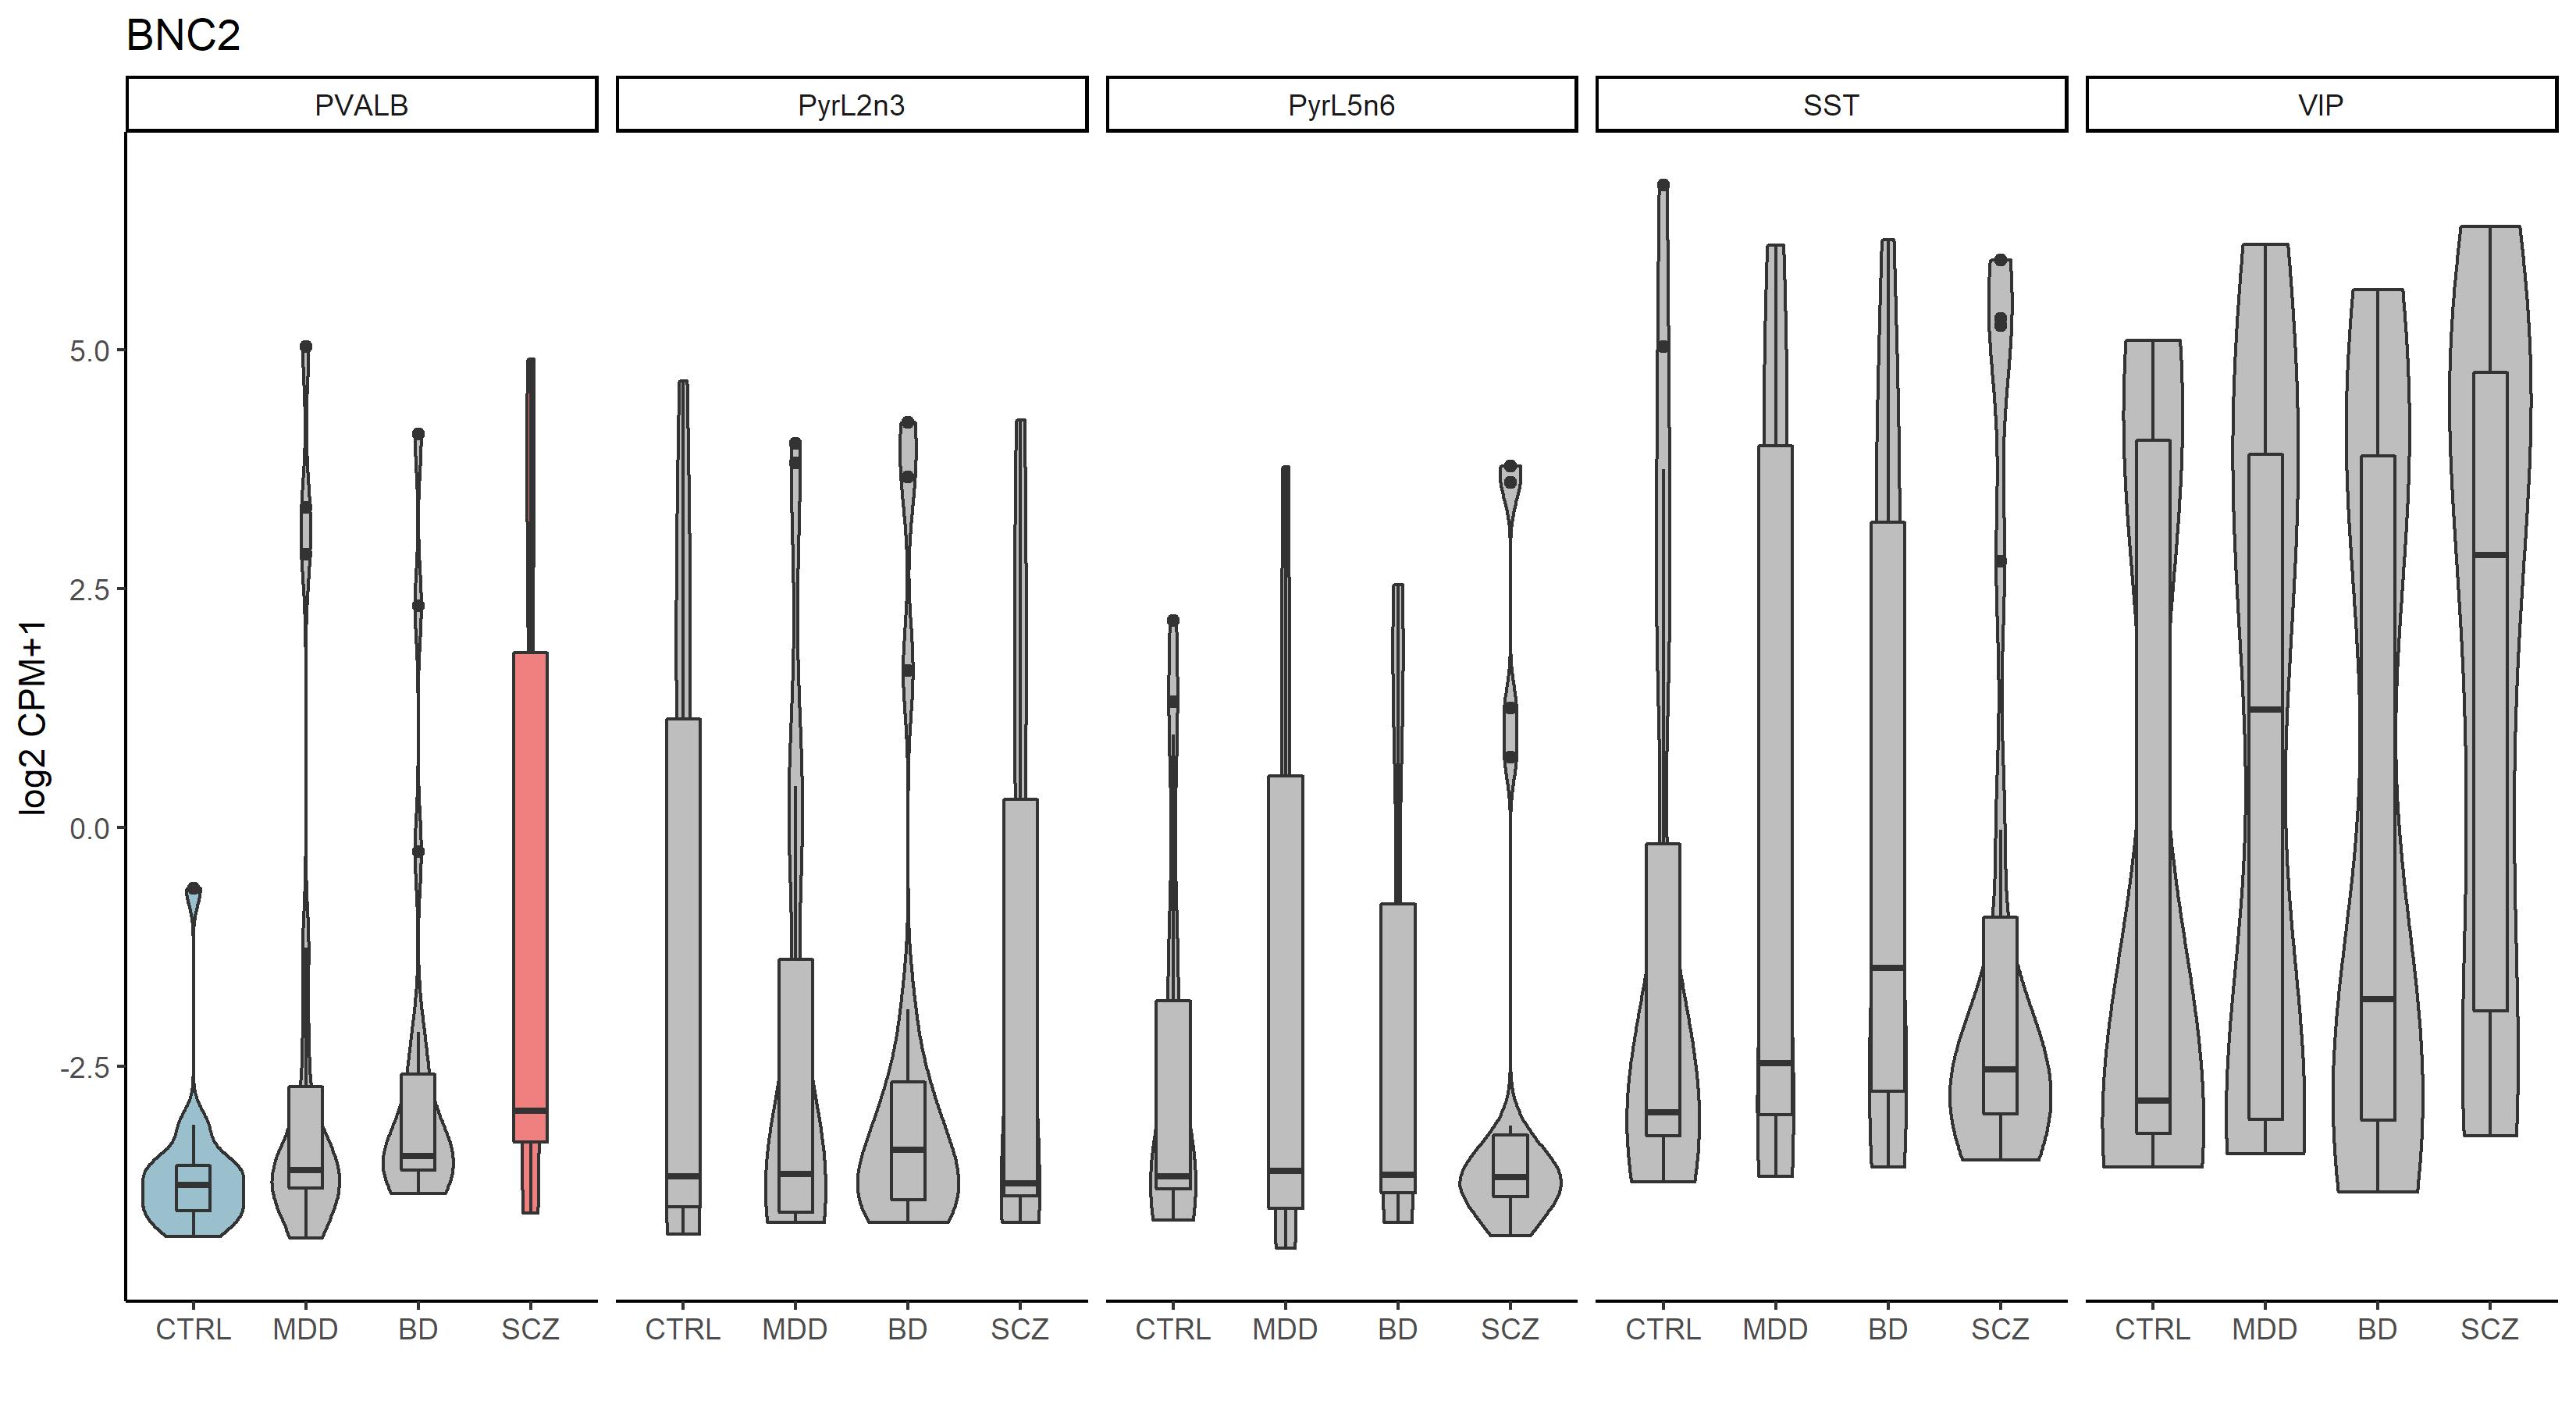 BNC2
PVALB PyrL2n3 PyrL5n6 SST VIP
log2 CPM+1
5.0
2.5
0.0
-2.5
CTRL MDD BD SCZ CTRL MDD BD SCZ CTRL MDD BD SCZ CTRL MDD BD SCZ CTRL MDD BD SCZ